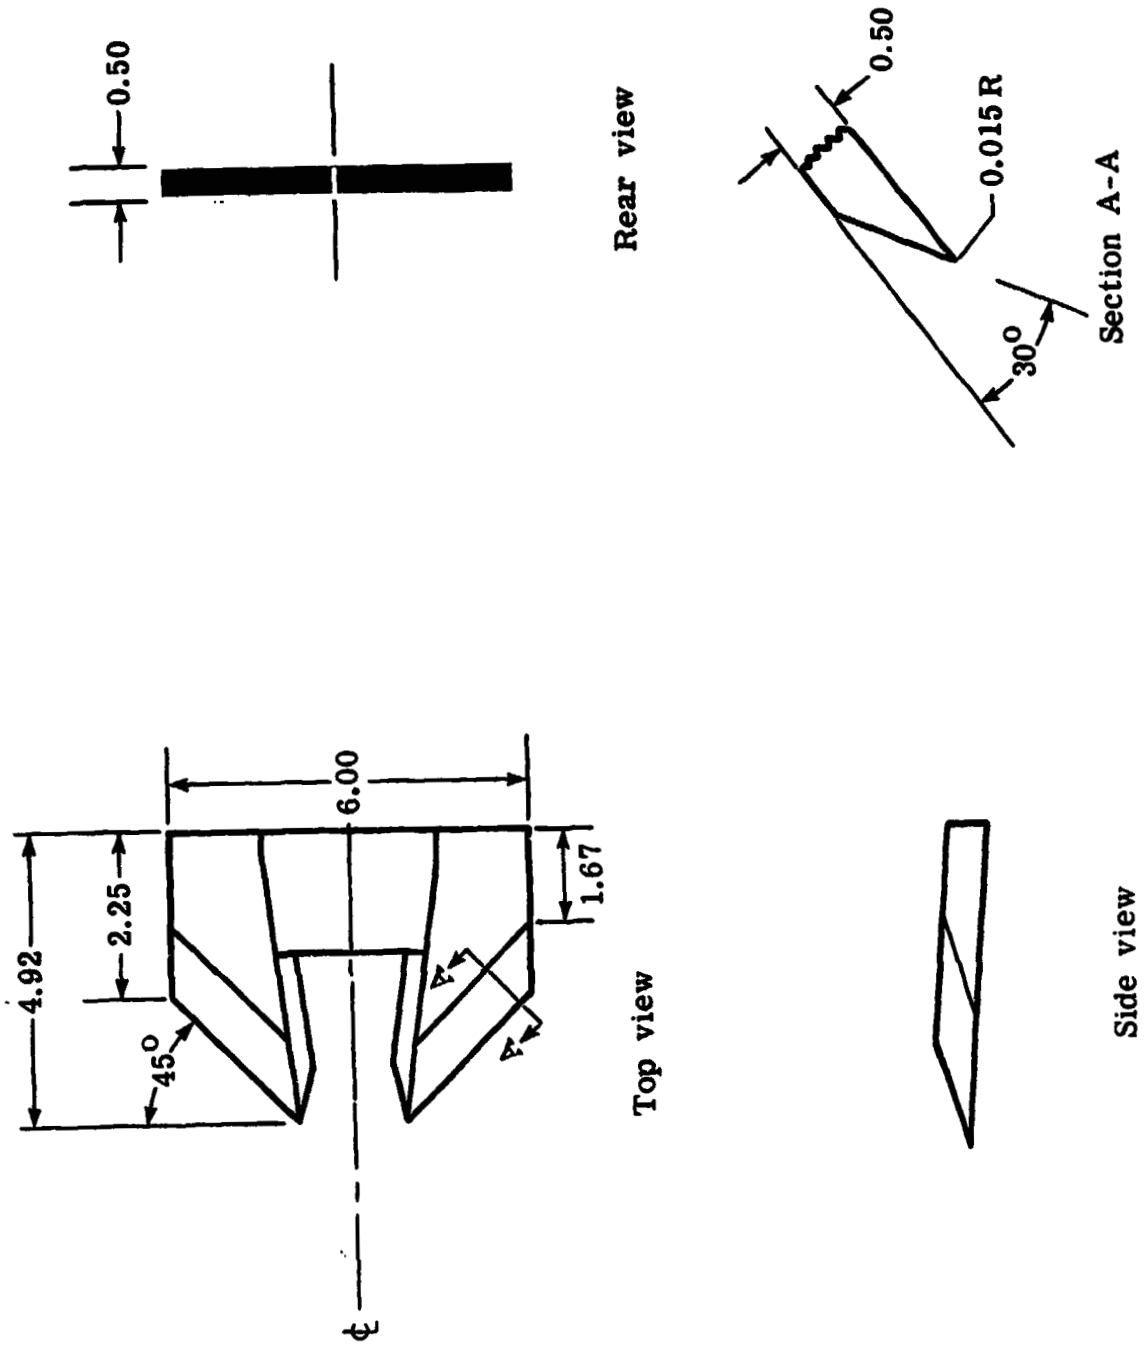 0.50
Rear view
0.50
0.015 R
30°
Section A-A
4.92
2.25
45°
6.00
1.67
A
A
℄
Top view
Side view